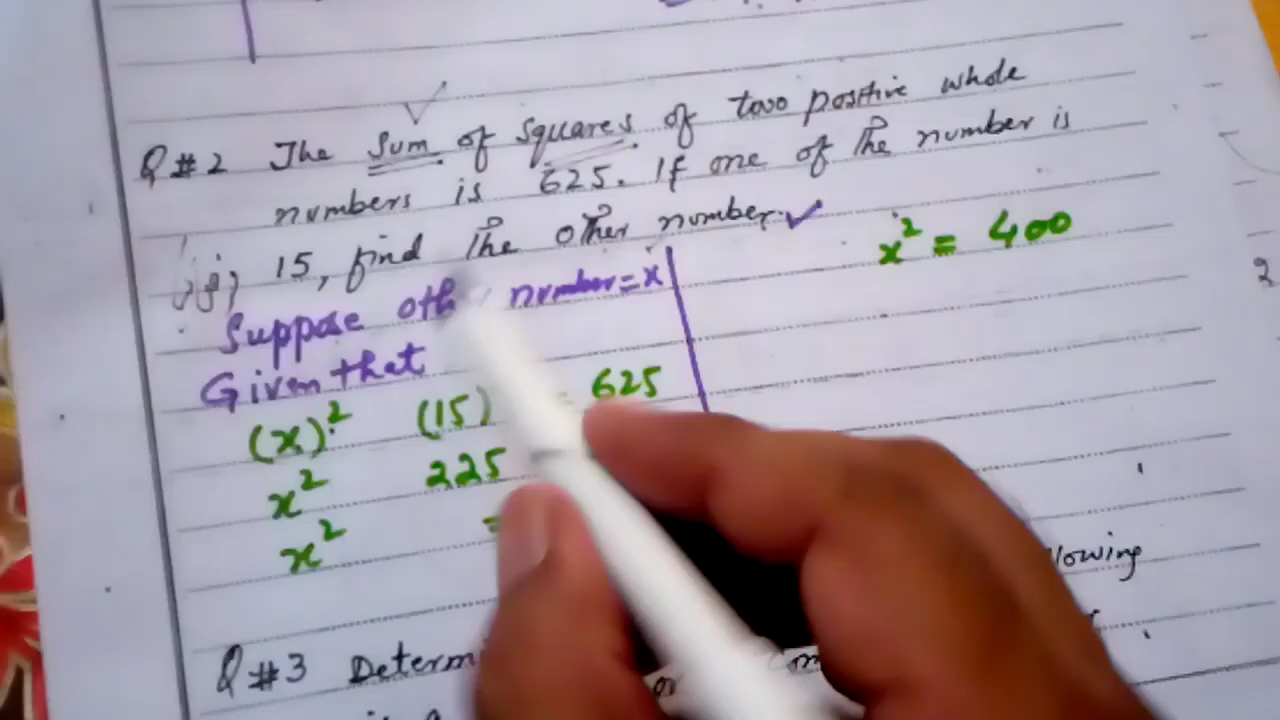 Q#2 The Sum of Squares of two positive whole
numbers is 625. If one of the number is
15, find the other number.
Suppose oth number=x
Given that
(x)² (15) = 625
x² 225
x² =
x² = 400
2
lowing
Q#3 Determ